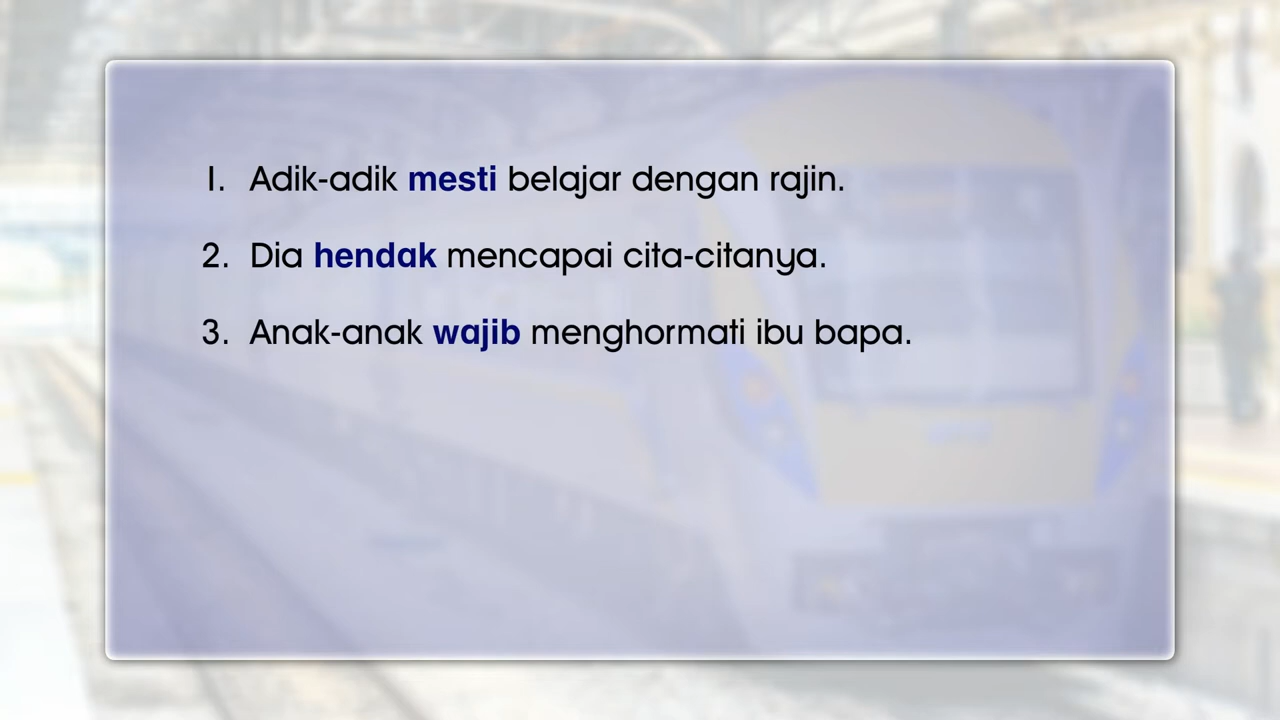 1. Adik-adik mesti belajar dengan rajin.
2. Dia hendak mencapai cita-citanya.
3. Anak-anak wajib menghormati ibu bapa.